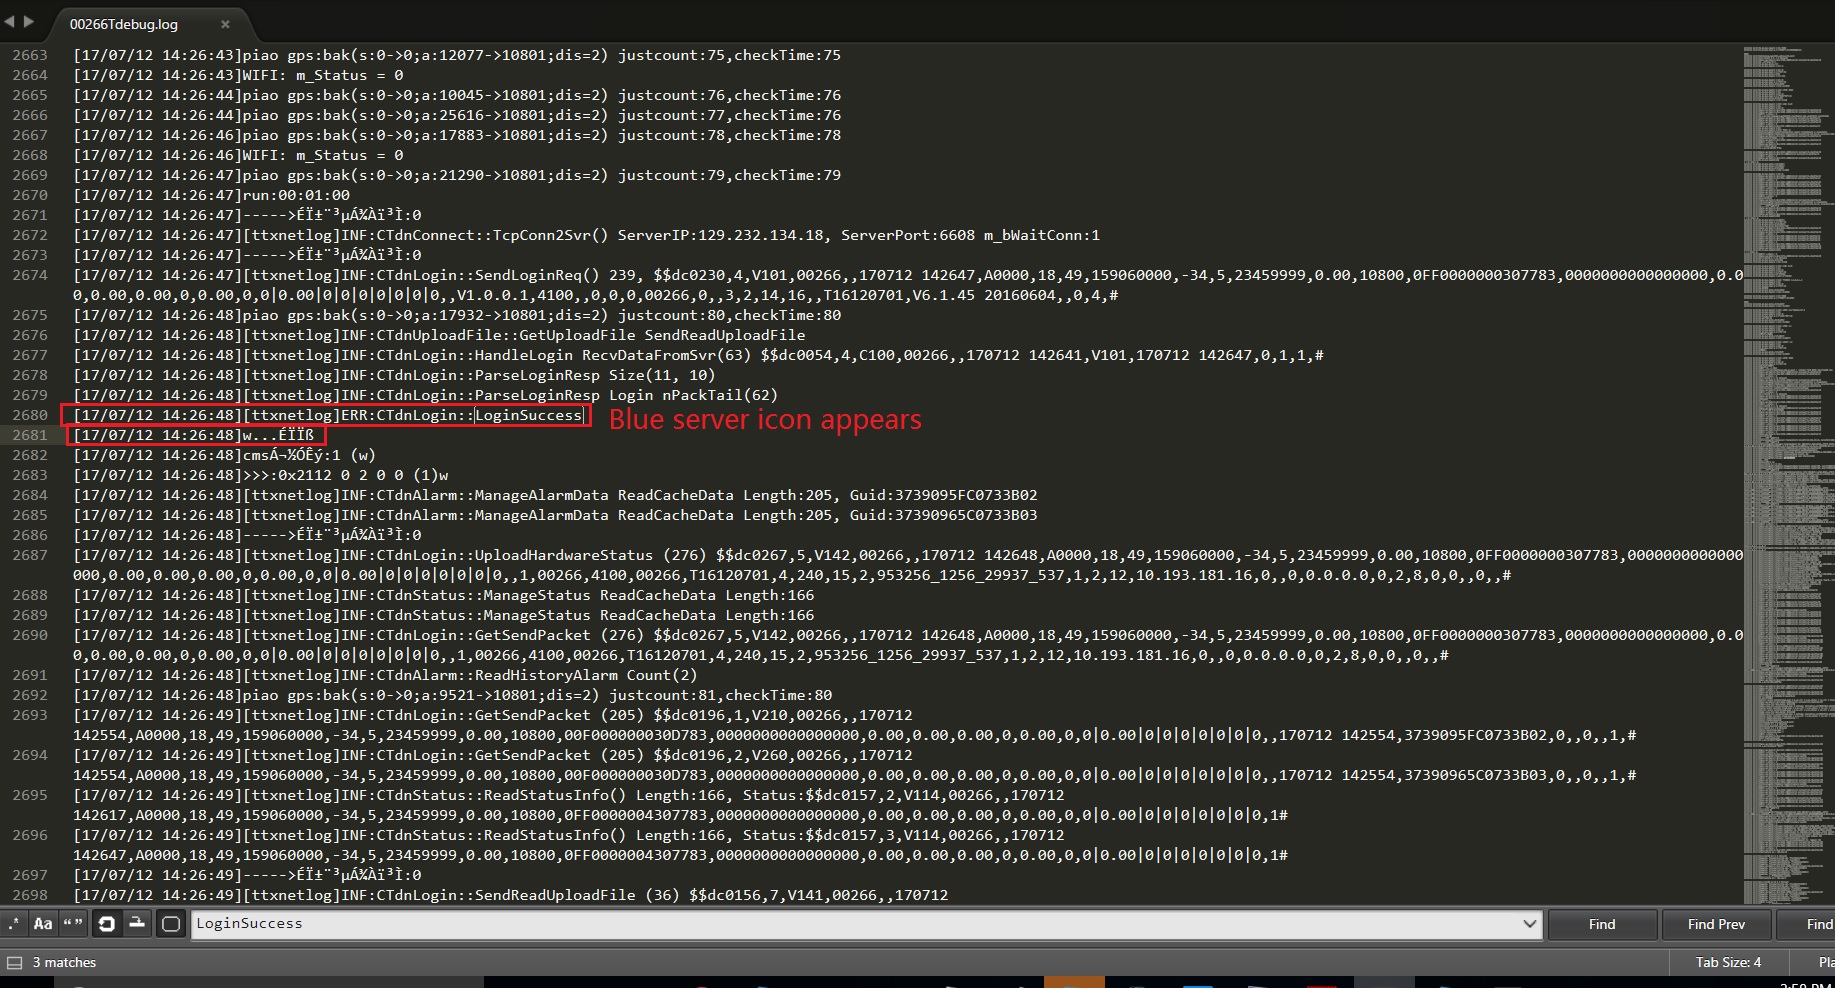 00266Tdebug.log ×
2663 [17/07/12 14:26:43]piao gps:bak(s:0->0;a:12077->10801;dis=2) justcount:75,checkTime:75
2664 [17/07/12 14:26:43]WIFI: m_Status = 0
2665 [17/07/12 14:26:44]piao gps:bak(s:0->0;a:10045->10801;dis=2) justcount:76,checkTime:76
2666 [17/07/12 14:26:44]piao gps:bak(s:0->0;a:25616->10801;dis=2) justcount:77,checkTime:76
2667 [17/07/12 14:26:46]piao gps:bak(s:0->0;a:17883->10801;dis=2) justcount:78,checkTime:78
2668 [17/07/12 14:26:46]WIFI: m_Status = 0
2669 [17/07/12 14:26:47]piao gps:bak(s:0->0;a:21290->10801;dis=2) justcount:79,checkTime:79
2670 [17/07/12 14:26:47]run:00:01:00
2671 [17/07/12 14:26:47]----->ÉÏ±¨³µÁ¾Àï³Ì:0
2672 [17/07/12 14:26:47][ttxnetlog]INF:CTdnConnect::TcpConn2Svr() ServerIP:129.232.134.18, ServerPort:6608 m_bWaitConn:1
2673 [17/07/12 14:26:47]----->ÉÏ±¨³µÁ¾Àï³Ì:0
2674 [17/07/12 14:26:47][ttxnetlog]INF:CTdnLogin::SendLoginReq() 239, $$dc0230,4,V101,00266,,170712 142647,A0000,18,49,159060000,-34,5,23459999,0.00,10800,0FF0000000307783,0000000000000000,0.0
0,0.00,0.00,0,0.00,0,0|0.00|0|0|0|0|0|0|0,,V1.0.0.1,4100,,0,0,0,00266,0,,3,2,14,16,,T16120701,V6.1.45 20160604,,0,4,#
2675 [17/07/12 14:26:48]piao gps:bak(s:0->0;a:17932->10801;dis=2) justcount:80,checkTime:80
2676 [17/07/12 14:26:48][ttxnetlog]INF:CTdnUploadFile::GetUploadFile SendReadUploadFile
2677 [17/07/12 14:26:48][ttxnetlog]INF:CTdnLogin::HandleLogin RecvDataFromSvr(63) $$dc0054,4,C100,00266,,170712 142641,V101,170712 142647,0,1,1,#
2678 [17/07/12 14:26:48][ttxnetlog]INF:CTdnLogin::ParseLoginResp Size(11, 10)
2679 [17/07/12 14:26:48][ttxnetlog]INF:CTdnLogin::ParseLoginResp Login nPackTail(62)
2680 [17/07/12 14:26:48][ttxnetlog]ERR:CTdnLogin::LoginSuccess Blue server icon appears
2681 [17/07/12 14:26:48]w...ÉÏÏß
2682 [17/07/12 14:26:48]cmsÁ¬½ÓÊý:1 (w)
2683 [17/07/12 14:26:48]>>>:0x2112 0 2 0 0 (1)w
2684 [17/07/12 14:26:48][ttxnetlog]INF:CTdnAlarm::ManageAlarmData ReadCacheData Length:205, Guid:3739095FC0733B02
2685 [17/07/12 14:26:48][ttxnetlog]INF:CTdnAlarm::ManageAlarmData ReadCacheData Length:205, Guid:37390965C0733B03
2686 [17/07/12 14:26:48]----->ÉÏ±¨³µÁ¾Àï³Ì:0
2687 [17/07/12 14:26:48][ttxnetlog]INF:CTdnLogin::UploadHardwareStatus (276) $$dc0267,5,V142,00266,,170712 142648,A0000,18,49,159060000,-34,5,23459999,0.00,10800,0FF0000000307783,0000000000000
000,0.00,0.00,0.00,0,0.00,0,0|0.00|0|0|0|0|0|0|0,,1,00266,4100,00266,T16120701,4,240,15,2,953256_1256_29937_537,1,2,12,10.193.181.16,0,,0,0.0.0.0,0,2,8,0,0,,0,,#
2688 [17/07/12 14:26:48][ttxnetlog]INF:CTdnStatus::ManageStatus ReadCacheData Length:166
2689 [17/07/12 14:26:48][ttxnetlog]INF:CTdnStatus::ManageStatus ReadCacheData Length:166
2690 [17/07/12 14:26:48][ttxnetlog]INF:CTdnLogin::GetSendPacket (276) $$dc0267,5,V142,00266,,170712 142648,A0000,18,49,159060000,-34,5,23459999,0.00,10800,0FF0000000307783,0000000000000000,0.0
0,0.00,0.00,0,0.00,0,0|0.00|0|0|0|0|0|0|0,,1,00266,4100,00266,T16120701,4,240,15,2,953256_1256_29937_537,1,2,12,10.193.181.16,0,,0,0.0.0.0,0,2,8,0,0,,0,,#
2691 [17/07/12 14:26:48][ttxnetlog]INF:CTdnAlarm::ReadHistoryAlarm Count(2)
2692 [17/07/12 14:26:48]piao gps:bak(s:0->0;a:9521->10801;dis=2) justcount:81,checkTime:80
2693 [17/07/12 14:26:49][ttxnetlog]INF:CTdnLogin::GetSendPacket (205) $$dc0196,1,V210,00266,,170712
142554,A0000,18,49,159060000,-34,5,23459999,0.00,10800,00F000000030D783,0000000000000000,0.00,0.00,0.00,0,0.00,0,0|0.00|0|0|0|0|0|0|0,,170712 142554,3739095FC0733B02,0,,0,,1,#
2694 [17/07/12 14:26:49][ttxnetlog]INF:CTdnLogin::GetSendPacket (205) $$dc0196,2,V260,00266,,170712
142554,A0000,18,49,159060000,-34,5,23459999,0.00,10800,00F000000030D783,0000000000000000,0.00,0.00,0.00,0,0.00,0,0|0.00|0|0|0|0|0|0|0,,170712 142554,37390965C0733B03,0,,0,,1,#
2695 [17/07/12 14:26:49][ttxnetlog]INF:CTdnStatus::ReadStatusInfo() Length:166, Status:$$dc0157,2,V114,00266,,170712
142617,A0000,18,49,159060000,-34,5,23459999,0.00,10800,0FF0000004307783,0000000000000000,0.00,0.00,0.00,0,0.00,0,0|0.00|0|0|0|0|0|0|0,1#
2696 [17/07/12 14:26:49][ttxnetlog]INF:CTdnStatus::ReadStatusInfo() Length:166, Status:$$dc0157,3,V114,00266,,170712
142647,A0000,18,49,159060000,-34,5,23459999,0.00,10800,0FF0000004307783,0000000000000000,0.00,0.00,0.00,0,0.00,0,0|0.00|0|0|0|0|0|0|0,1#
2697 [17/07/12 14:26:49]----->ÉÏ±¨³µÁ¾Àï³Ì:0
2698 [17/07/12 14:26:49][ttxnetlog]INF:CTdnLogin::SendReadUploadFile (36) $$dc0156,7,V141,00266,,170712
.* Aa “” LoginSuccess Find Find Prev Find
3 matches Tab Size: 4 Pla